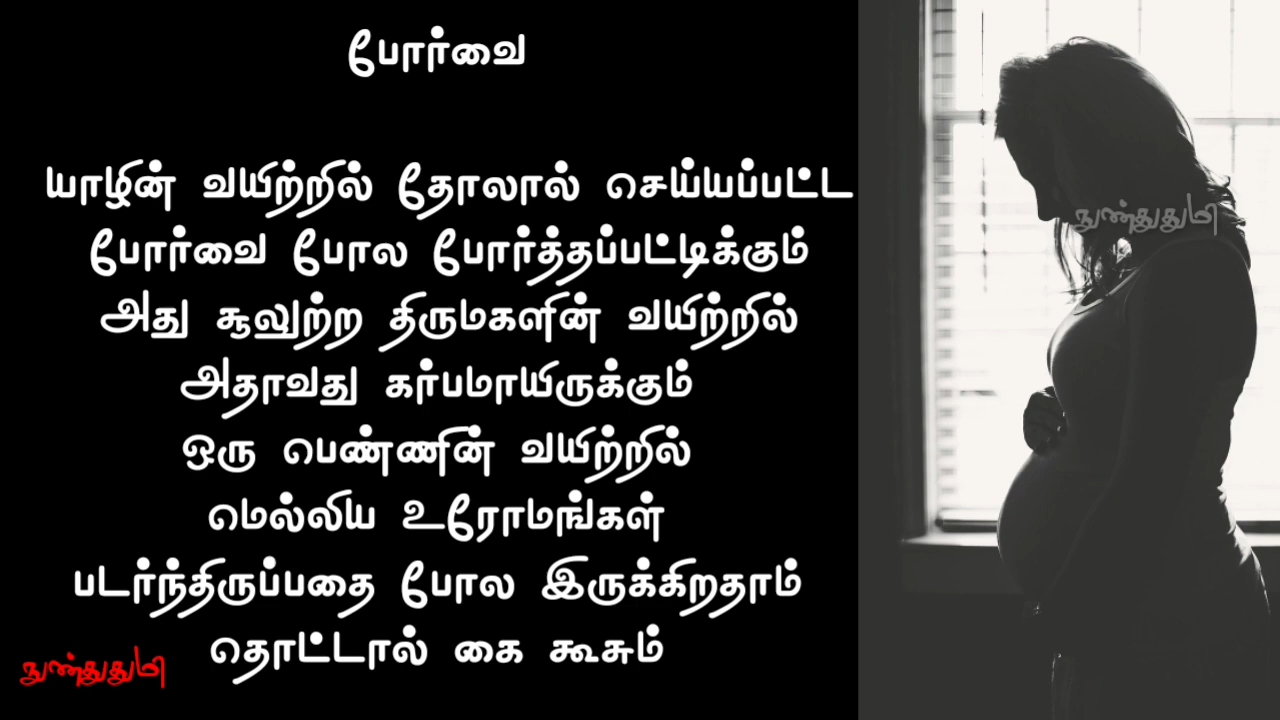 போர்வை
யாழின் வயிற்றில் தோலால் செய்யப்பட்ட
போர்வை போல போர்த்தப்பட்டிக்கும்
அது சூலுற்ற திருமகளின் வயிற்றில்
அதாவது கர்பமாயிருக்கும்
ஒரு பெண்ணின் வயிற்றில்
மெல்லிய உரோமங்கள்
படர்ந்திருப்பதை போல இருக்கிறதாம்
தொட்டால் கை கூசும்
நுண்துதுமி
நுண்துதுமி